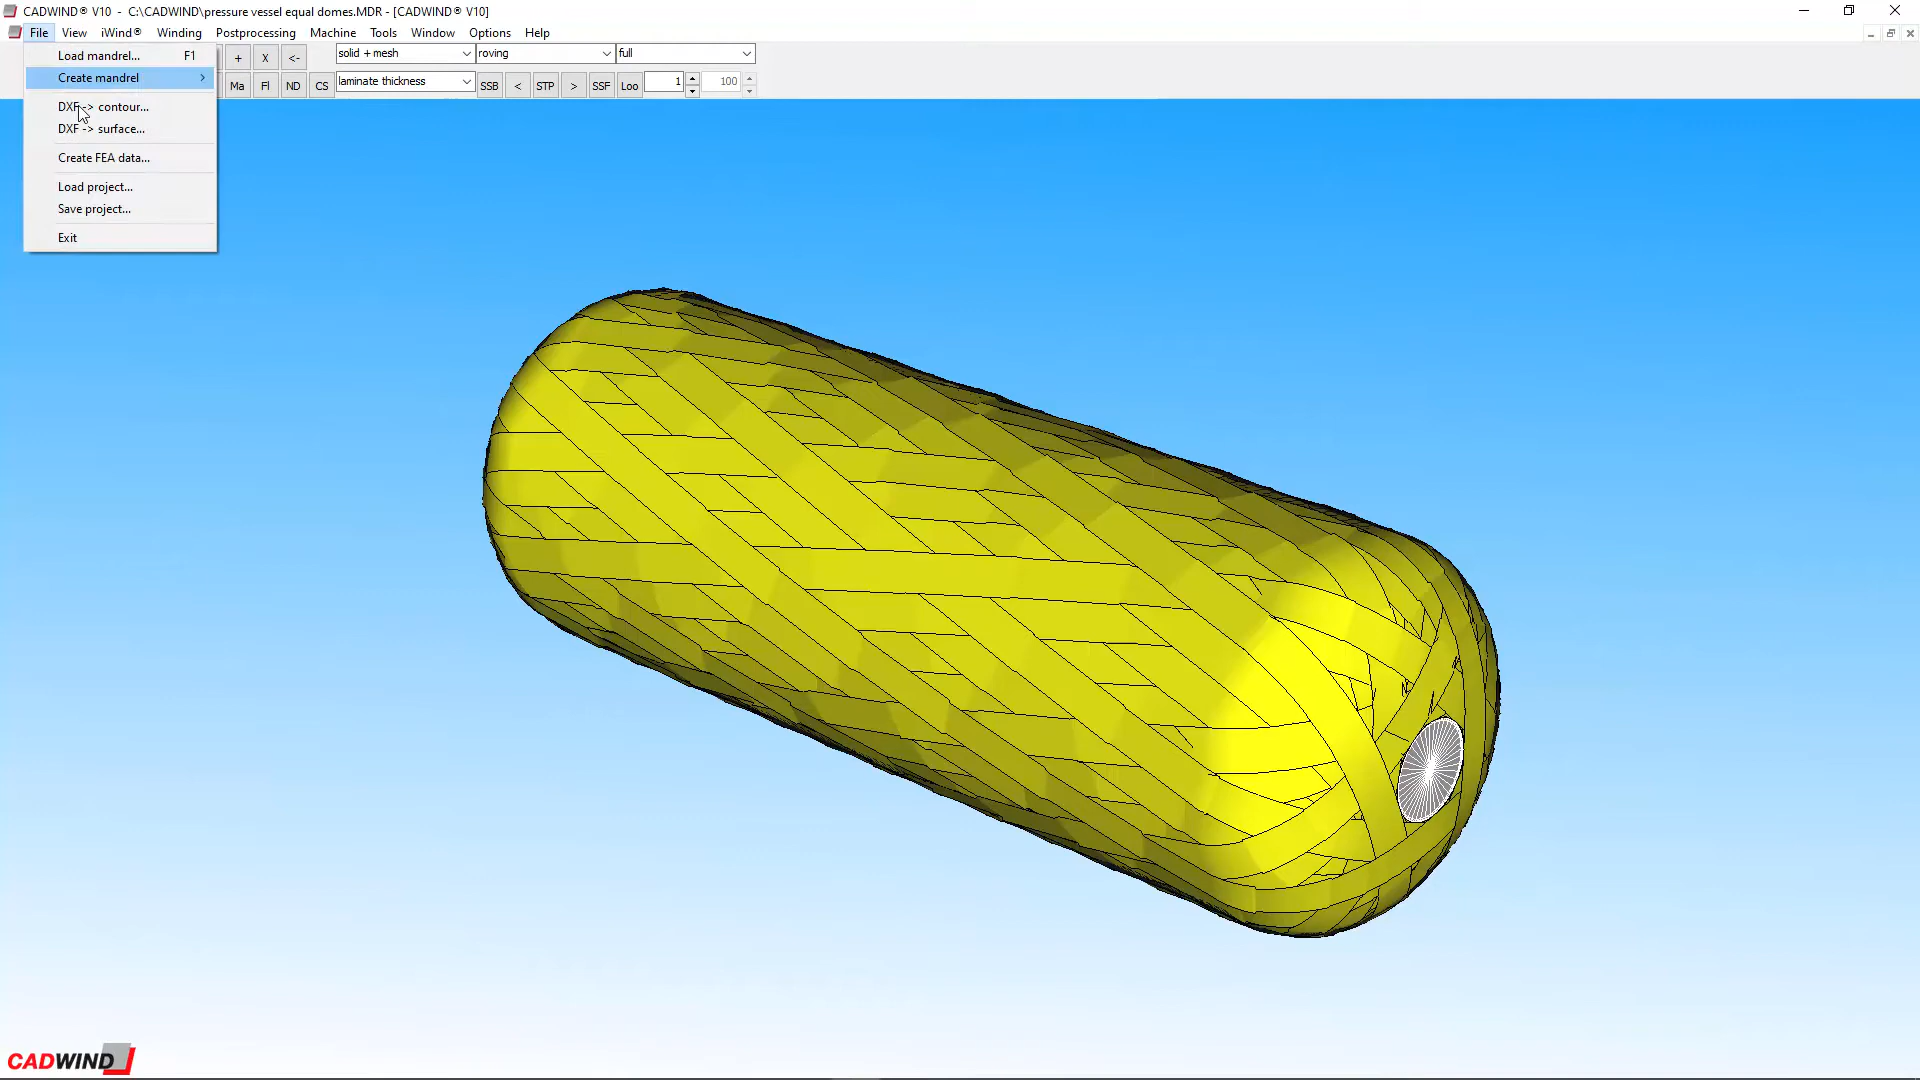 CADWIND® V10 - C:\CADWIND\pressure vessel equal domes.MDR - [CADWIND® V10]
File View iWind® Winding Postprocessing Machine Tools Window Options Help
Load mandrel... F1
+ X <- solid + mesh roving full
Create mandrel >
Ma Fl ND CS laminate thickness SSB < STP > SSF Loo 1 100
DXF -> contour...
DXF -> surface...
Create FEA data...
Load project...
Save project...
Exit
CADWIND